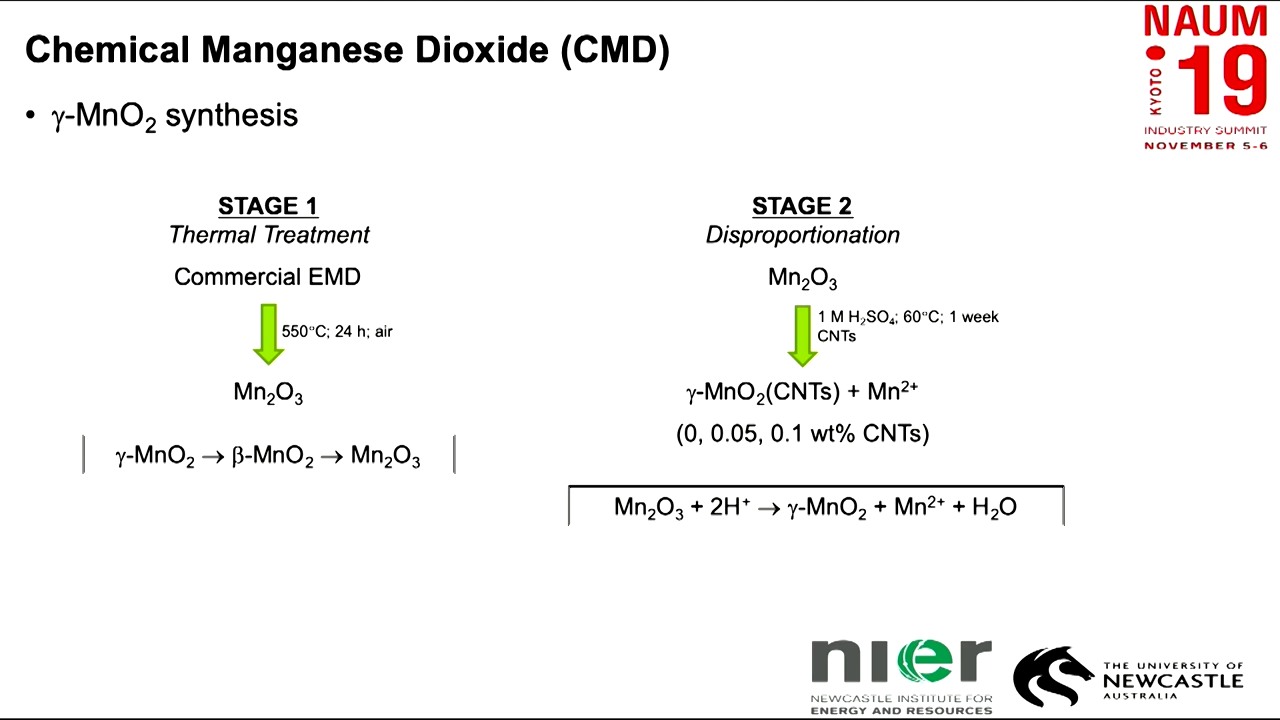 Chemical Manganese Dioxide (CMD)
• γ-MnO₂ synthesis
NAUM
KYOTO
19
INDUSTRY SUMMIT
NOVEMBER 5-6
STAGE 1
Thermal Treatment
Commercial EMD
550°C; 24 h; air
Mn₂O₃
γ-MnO₂ → β-MnO₂ → Mn₂O₃
STAGE 2
Disproportionation
Mn₂O₃
1 M H₂SO₄; 60°C; 1 week
CNTs
γ-MnO₂(CNTs) + Mn²⁺
(0, 0.05, 0.1 wt% CNTs)
Mn₂O₃ + 2H⁺ → γ-MnO₂ + Mn²⁺ + H₂O
nier
NEWCASTLE INSTITUTE FOR
ENERGY AND RESOURCES
THE UNIVERSITY OF
NEWCASTLE
AUSTRALIA